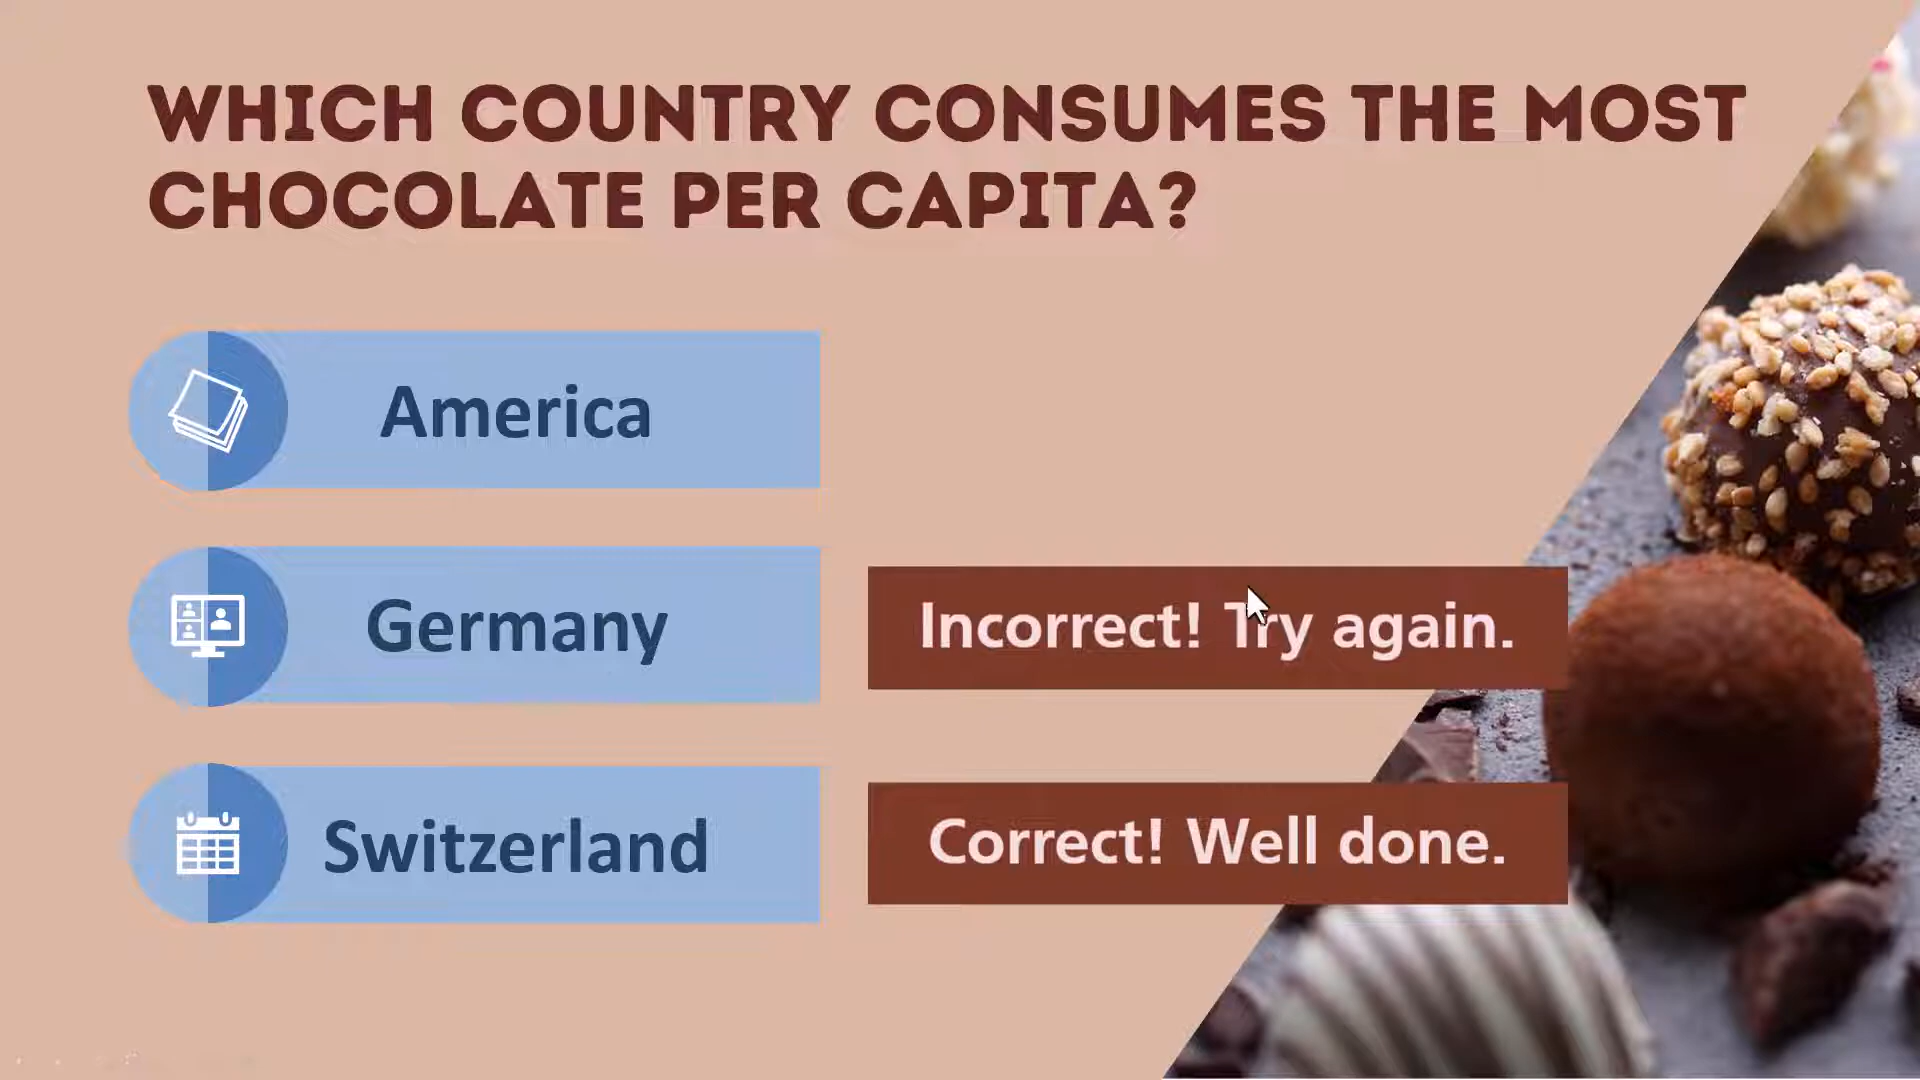 WHICH COUNTRY CONSUMES THE MOST
CHOCOLATE PER CAPITA?
America
Germany
Incorrect! Try again.
Switzerland
Correct! Well done.